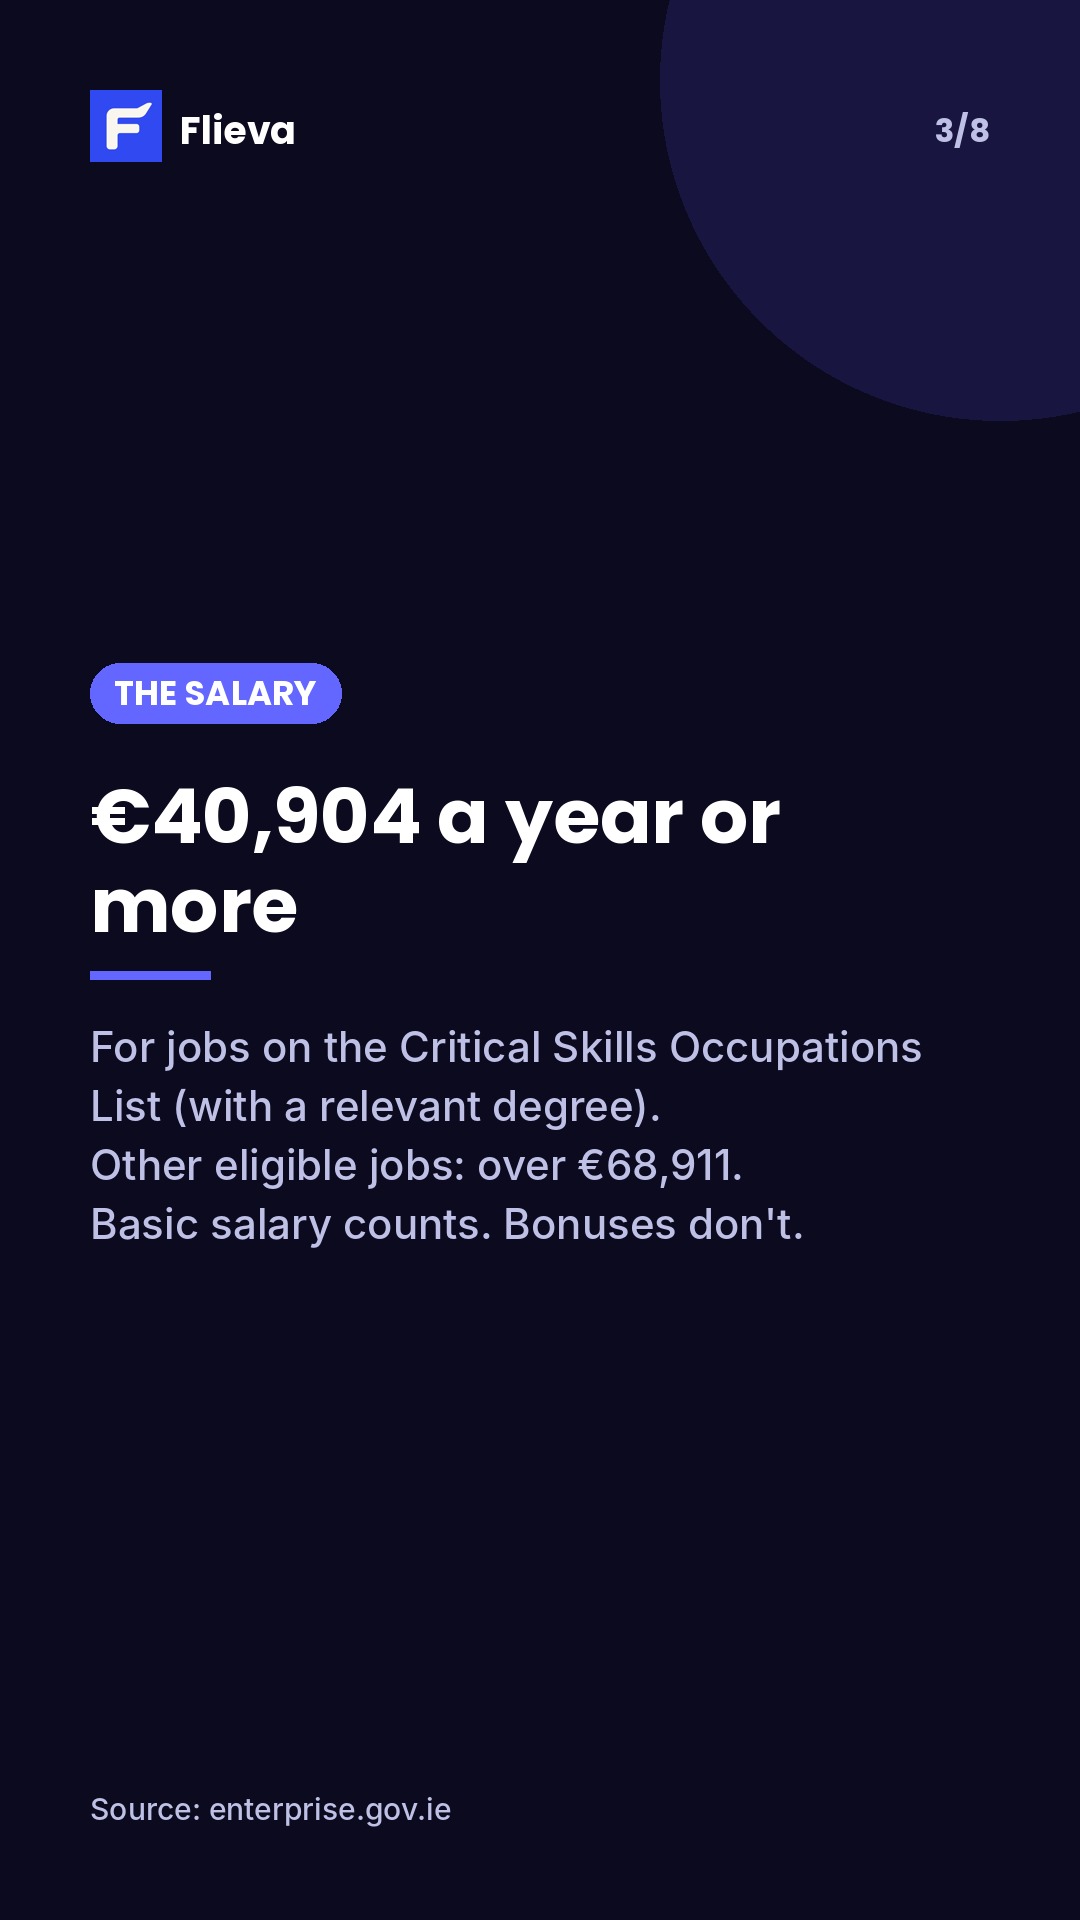 Flieva
3/8
THE SALARY
€40,904 a year or
more
For jobs on the Critical Skills Occupations
List (with a relevant degree).
Other eligible jobs: over €68,911.
Basic salary counts. Bonuses don't.
Source: enterprise.gov.ie